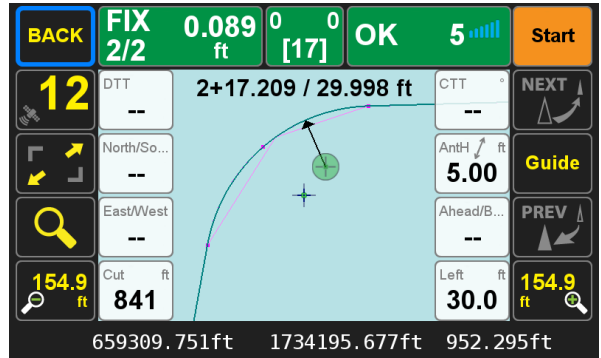 BACK
FIX 2/2
0.089 ft
0 0
[17]
OK 5
Start
12
DTT
--
2+17.209 / 29.998 ft
CTT °
--
NEXT
North/So...
--
AntH ft
5.00
Guide
East/West
--
Ahead/B...
--
PREV
154.9 ft
Cut ft
841
Left ft
30.0
154.9 ft
659309.751ft 1734195.677ft 952.295ft